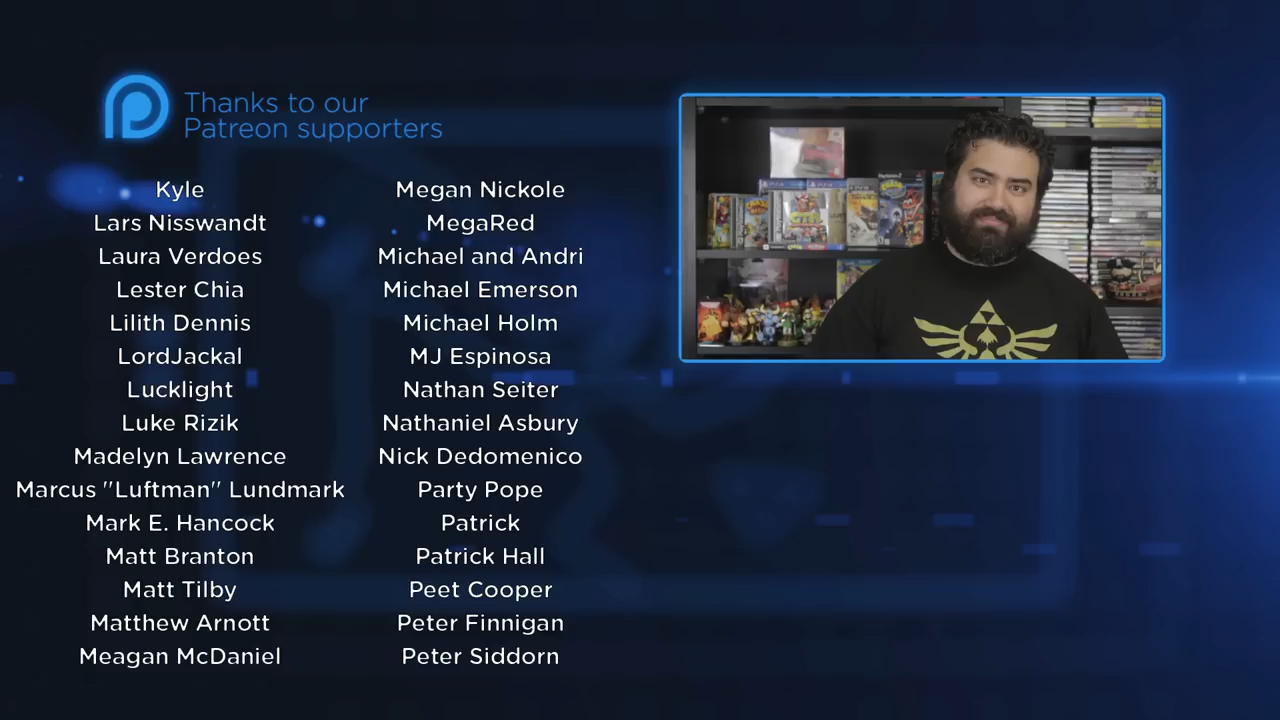 Thanks to our
Patreon supporters
Kyle
Lars Nisswandt
Laura Verdoes
Lester Chia
Lilith Dennis
LordJackal
Lucklight
Luke Rizik
Madelyn Lawrence
Marcus "Luftman" Lundmark
Mark E. Hancock
Matt Branton
Matt Tilby
Matthew Arnott
Meagan McDaniel
Megan Nickole
MegaRed
Michael and Andri
Michael Emerson
Michael Holm
MJ Espinosa
Nathan Seiter
Nathaniel Asbury
Nick Dedomenico
Party Pope
Patrick
Patrick Hall
Peet Cooper
Peter Finnigan
Peter Siddorn